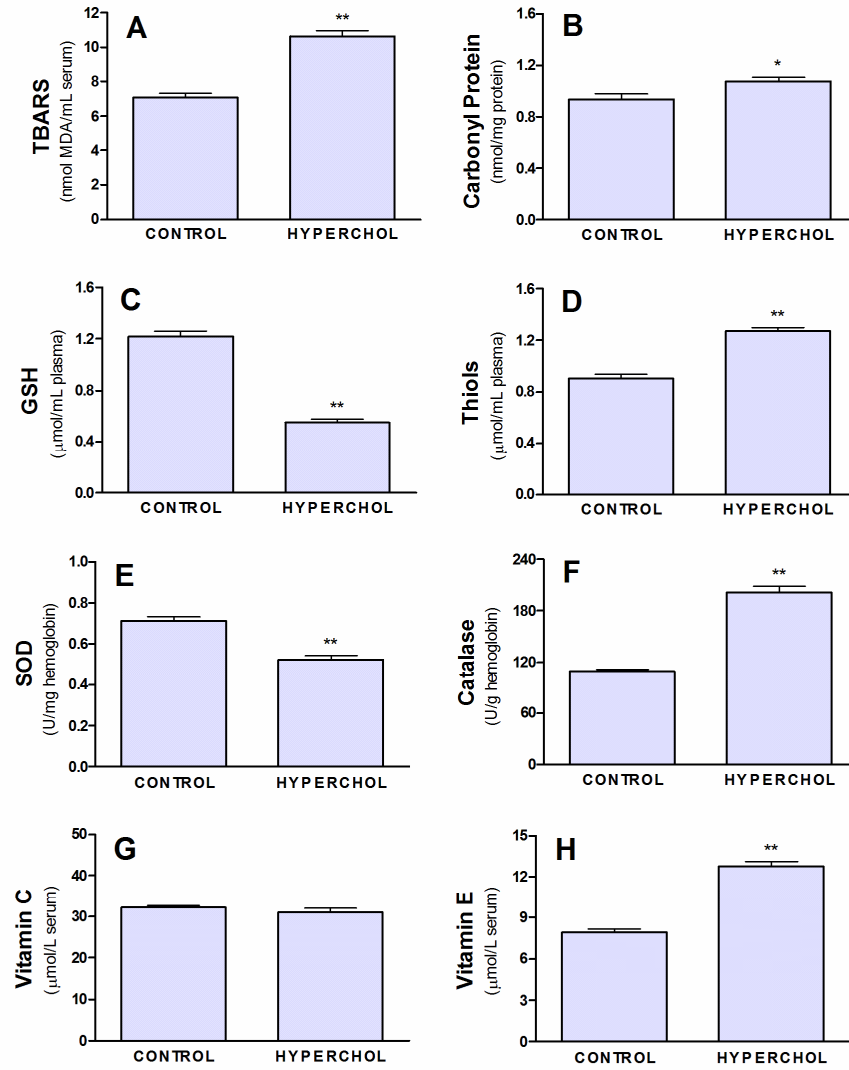 A
TBARS
(nmol MDA/mL serum)
12
10
8
6
4
2
0
**
CONTROL HYPERCHOL
B
Carbonyl Protein
(nmol/mg protein)
1.6
1.2
0.8
0.4
0.0
*
CONTROL HYPERCHOL
C
GSH
(μmol/mL plasma)
1.6
1.2
0.8
0.4
0.0
**
CONTROL HYPERCHOL
D
Thiols
(μmol/mL plasma)
1.6
1.2
0.8
0.4
0.0
**
CONTROL HYPERCHOL
E
SOD
(U/mg hemoglobin)
1.0
0.8
0.6
0.4
0.2
0.0
**
CONTROL HYPERCHOL
F
Catalase
(U/g hemoglobin)
240
180
120
60
0
**
CONTROL HYPERCHOL
G
Vitamin C
(μmol/L serum)
50
40
30
20
10
0
CONTROL HYPERCHOL
H
Vitamin E
(μmol/L serum)
15
12
9
6
3
0
**
CONTROL HYPERCHOL